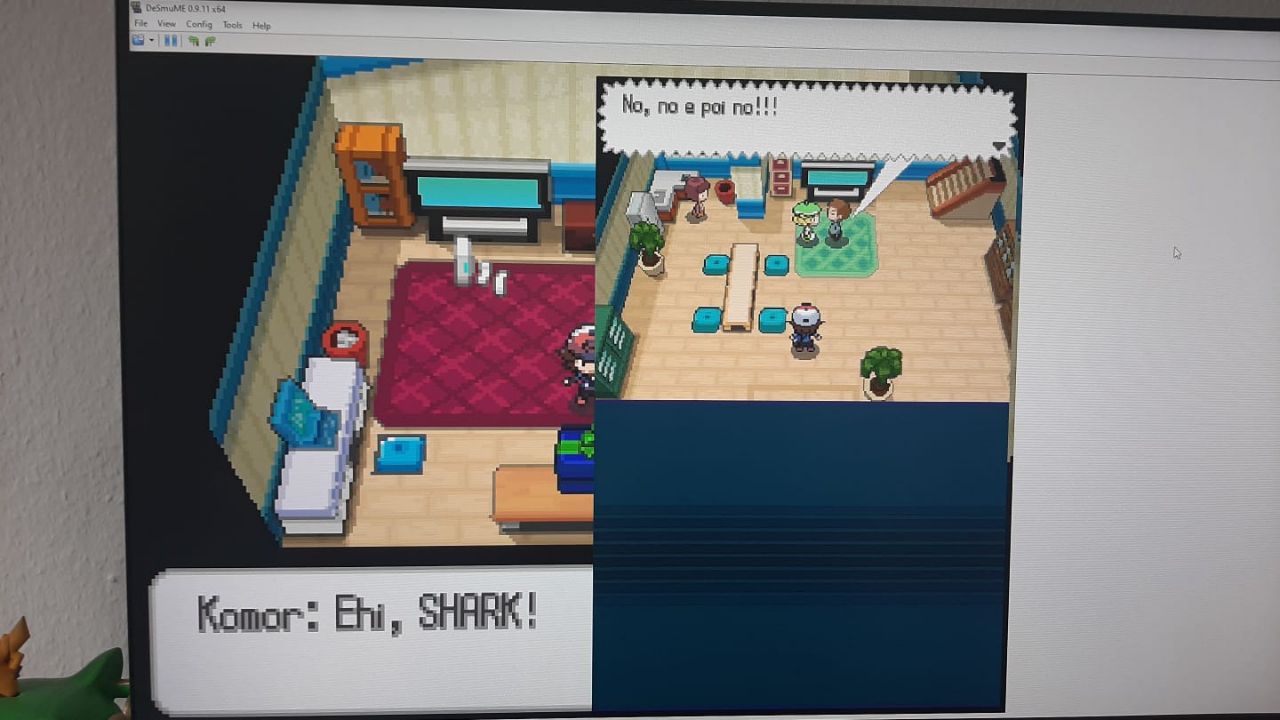 DeSmuME 0.9.11 x64
File View Config Tools Help
No, no e poi no!!!
Komor: Ehi, SHARK!